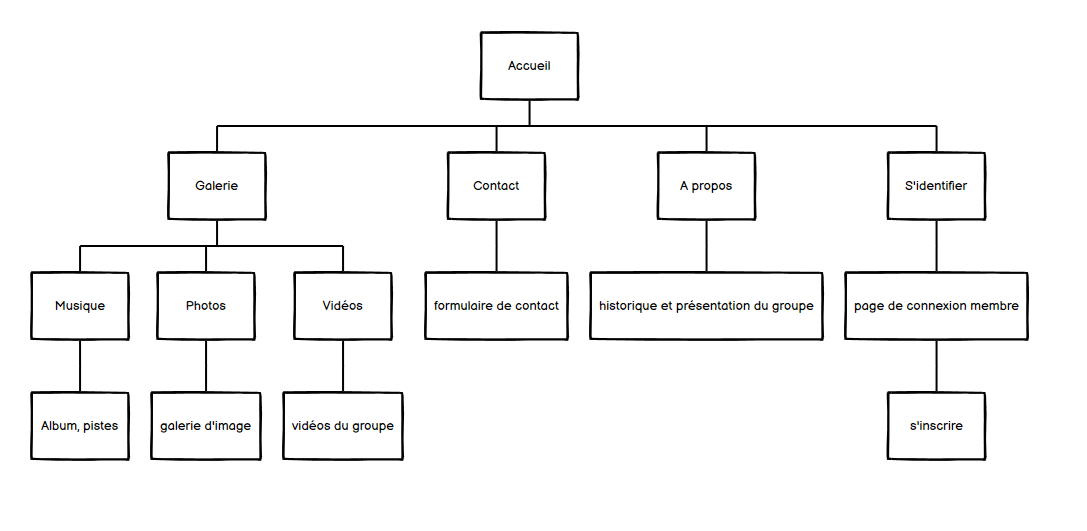 Accueil
Galerie
Contact
A propos
S'identifier
Musique
Photos
Vidéos
formulaire de contact
historique et présentation du groupe
page de connexion membre
Album, pistes
galerie d'image
vidéos du groupe
s'inscrire